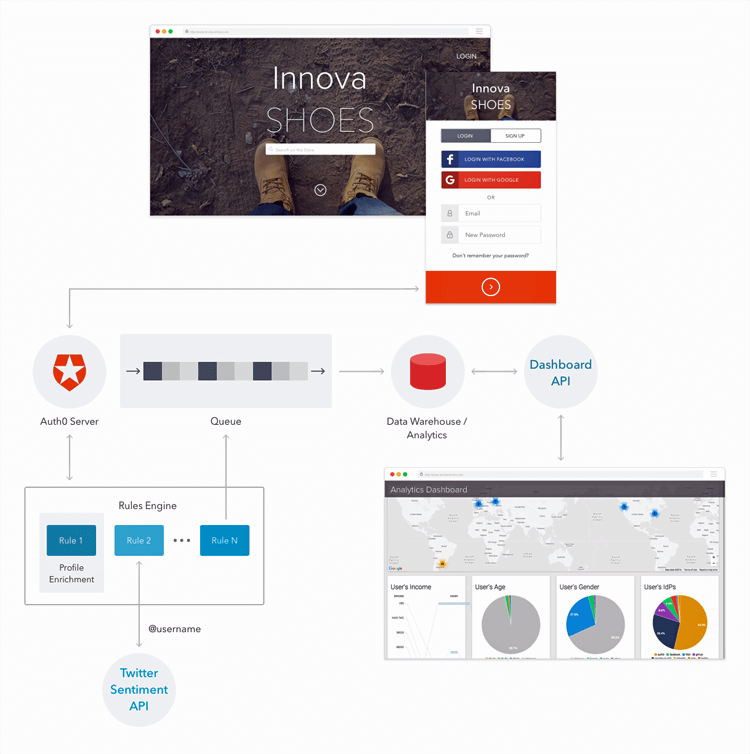 LOGIN
Innova
SHOES
Search on the Store
Innova
SHOES
LOGIN
SIGN UP
LOGIN WITH FACEBOOK
LOGIN WITH GOOGLE
OR
Email
New Password
Don't remember your password?
Auth0 Server
Queue
Data Warehouse /
Analytics
Dashboard
API
Rules Engine
Rule 1
Rule 2
Rule N
Profile
Enrichment
@username
Twitter
Sentiment
API
Analytics Dashboard
Google
User's Income
User's Age
User's Gender
User's IdPs